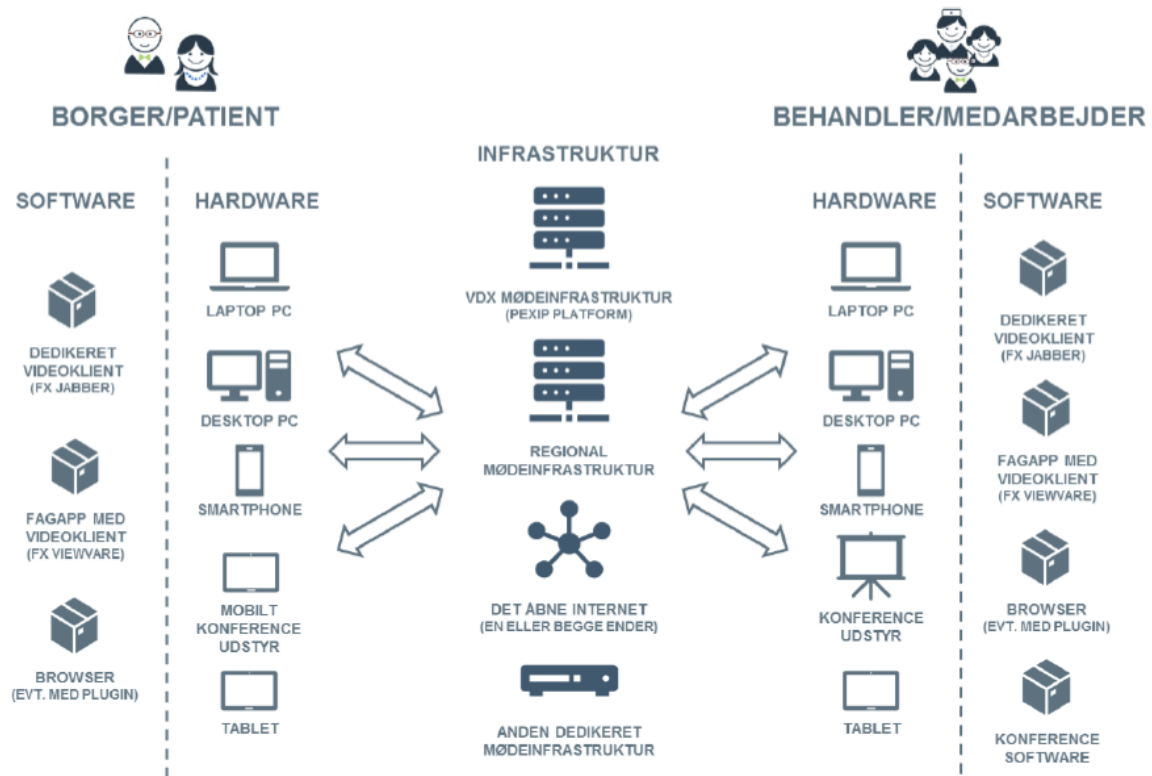 BORGER/PATIENT
SOFTWARE
DEDIKERET
VIDEOKLIENT
(FX JABBER)
FAGAPP MED
VIDEOKLIENT
(FX VIEWVARE)
BROWSER
(EVT. MED PLUGIN)
HARDWARE
LAPTOP PC
DESKTOP PC
SMARTPHONE
MOBILT
KONFERENCE
UDSTYR
TABLET
INFRASTRUKTUR
VDX MØDEINFRASTRUKTUR
(PEXIP PLATFORM)
REGIONAL
MØDEINFRASTRUKTUR
DET ÅBNE INTERNET
(EN ELLER BEGGE ENDER)
ANDEN DEDIKERET
MØDEINFRASTRUKTUR
BEHANDLER/MEDARBEJDER
HARDWARE
LAPTOP PC
DESKTOP PC
SMARTPHONE
KONFERENCE
UDSTYR
TABLET
SOFTWARE
DEDIKERET
VIDEOKLIENT
(FX JABBER)
FAGAPP MED
VIDEOKLIENT
(FX VIEWVARE)
BROWSER
(EVT. MED PLUGIN)
KONFERENCE
SOFTWARE